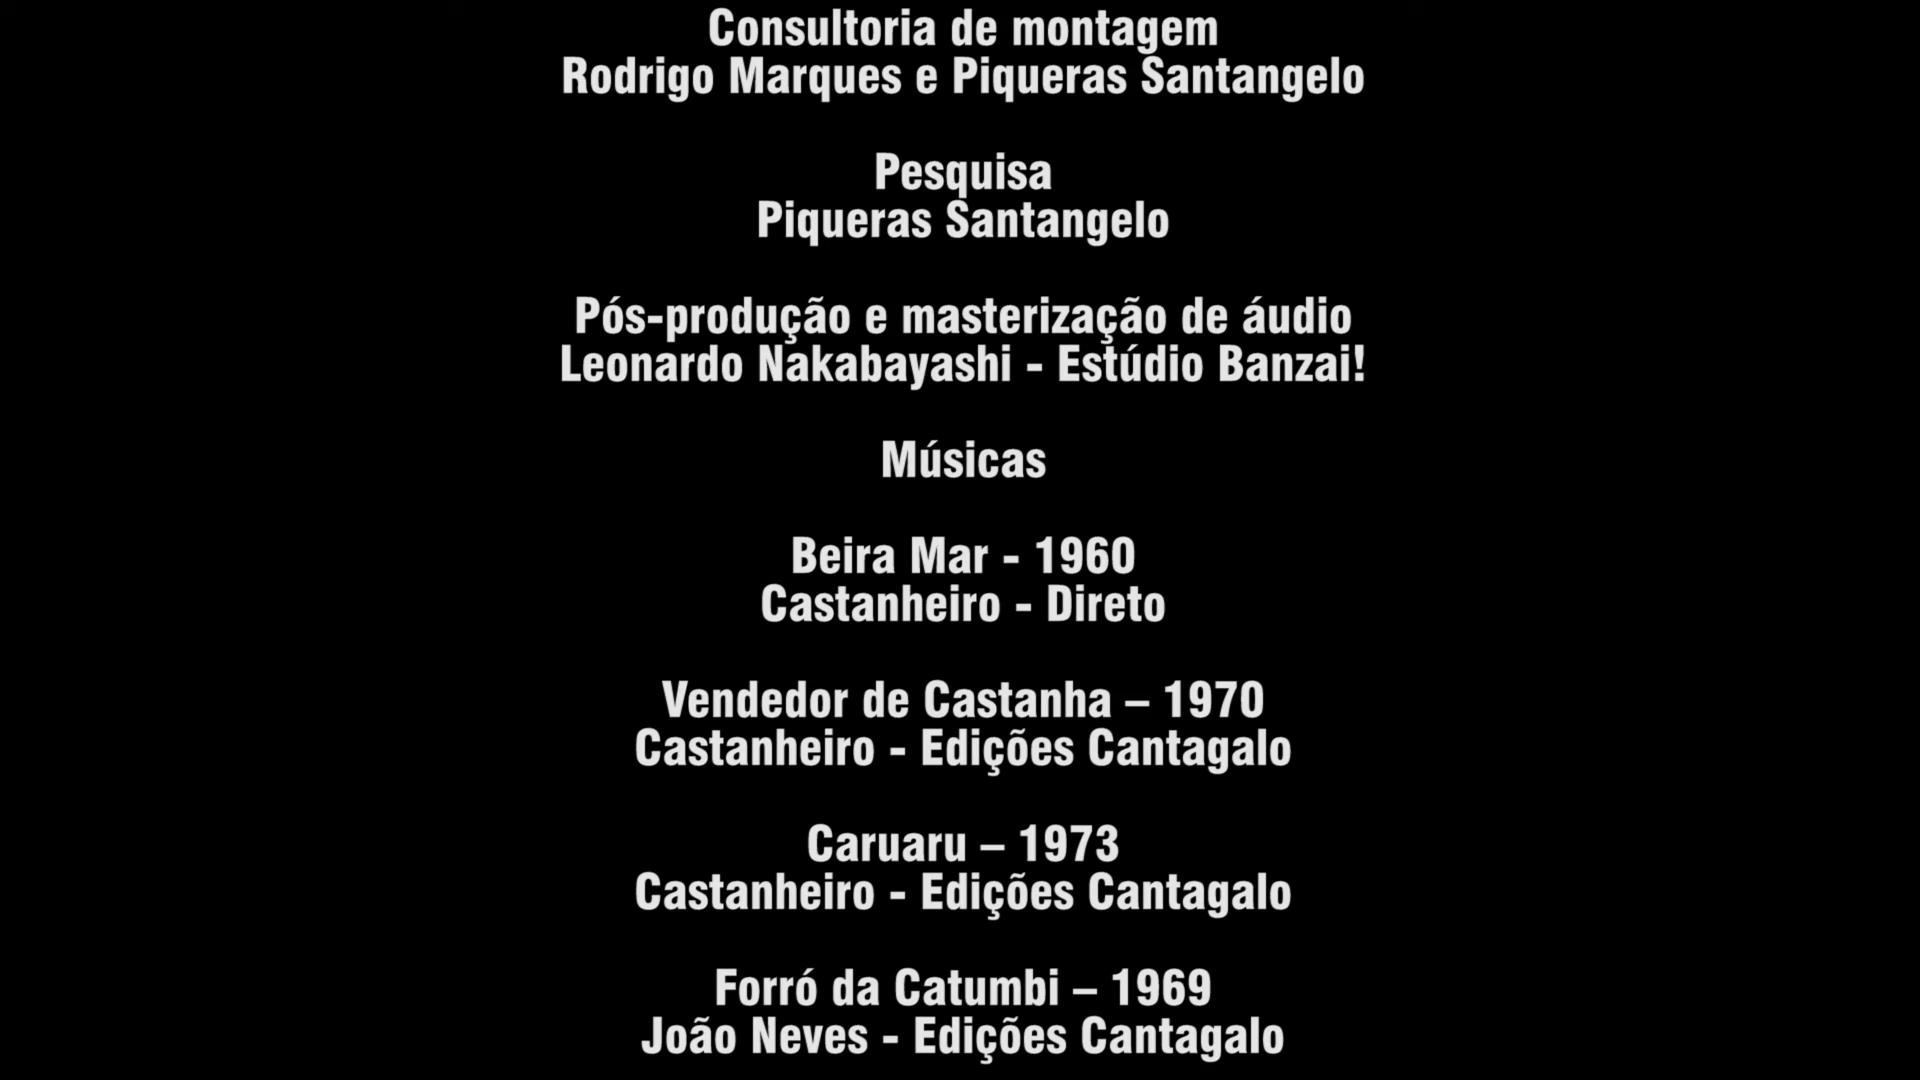 Consultoria de montagem
Rodrigo Marques e Piqueras Santangelo
Pesquisa
Piqueras Santangelo
Pós-produção e masterização de áudio
Leonardo Nakabayashi - Estúdio Banzai!
Músicas
Beira Mar - 1960
Castanheiro - Direto
Vendedor de Castanha – 1970
Castanheiro - Edições Cantagalo
Caruaru – 1973
Castanheiro - Edições Cantagalo
Forró da Catumbi – 1969
João Neves - Edições Cantagalo